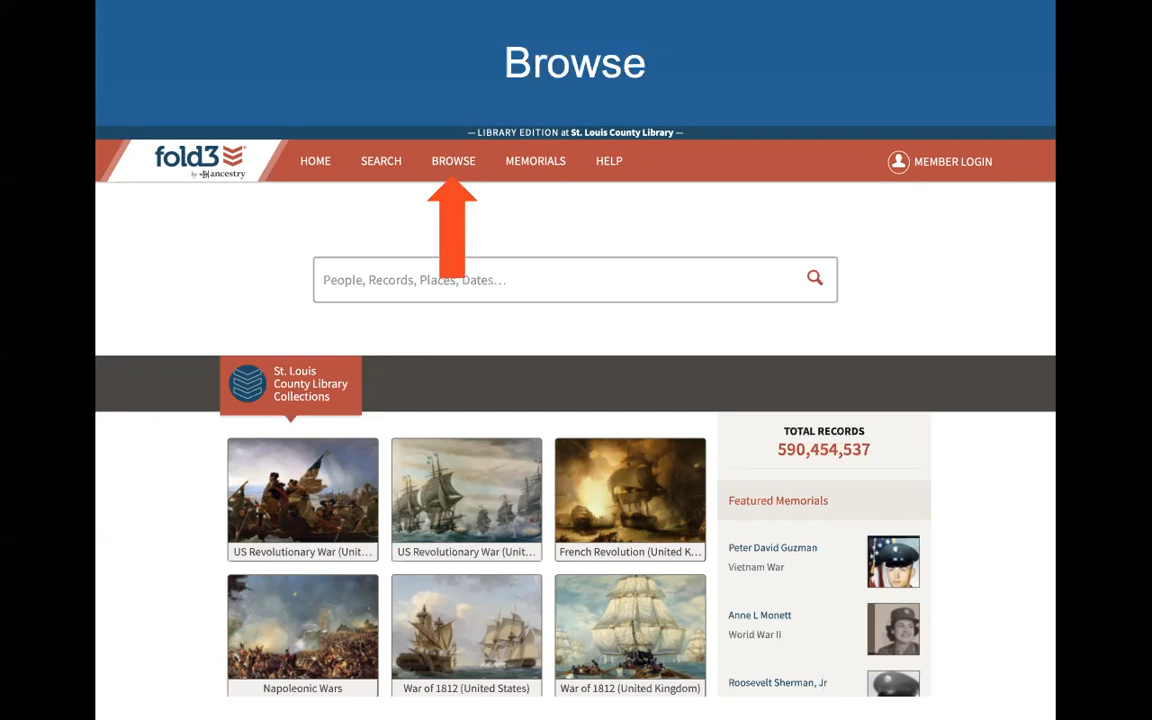 Browse
— LIBRARY EDITION at St. Louis County Library —
fold3
by ancestry
HOME SEARCH BROWSE MEMORIALS HELP MEMBER LOGIN
People, Records, Places, Dates...
St. Louis
County Library
Collections
TOTAL RECORDS
590,454,537
Featured Memorials
US Revolutionary War (Unit... US Revolutionary War (Unit... French Revolution (United K...
Peter David Guzman
Vietnam War
Anne L Monett
World War II
Roosevelt Sherman, Jr
Napoleonic Wars War of 1812 (United States) War of 1812 (United Kingdom)